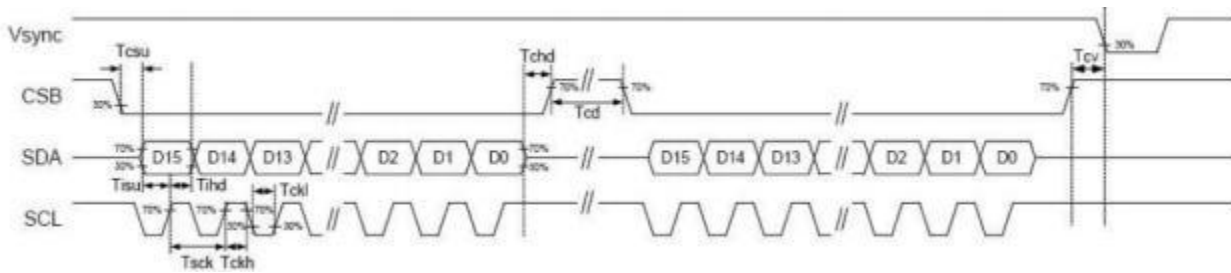 Vsync
30%
Tcsu
Tchd
Tcv
CSB
30%
70% // 70%
70%
Tcd
//
//
SDA
70%
30%
D15 D14 D13 // D2 D1 D0
70%
30%
//
D15 D14 D13 // D2 D1 D0
Tisu Tihd Tckl
SCL
70% 70% 70%
30% 30%
//
//
//
Tsck Tckh